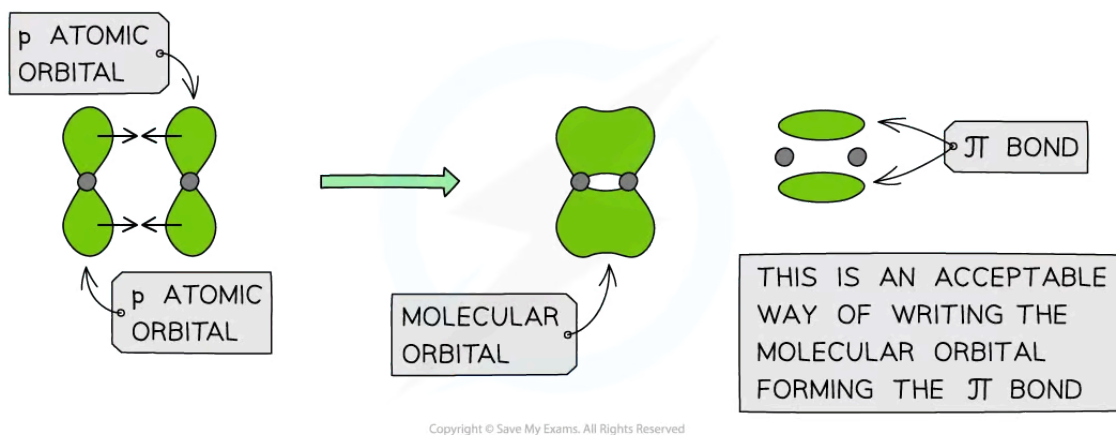 p ATOMIC
ORBITAL
p ATOMIC
ORBITAL
MOLECULAR
ORBITAL
π BOND
THIS IS AN ACCEPTABLE
WAY OF WRITING THE
MOLECULAR ORBITAL
FORMING THE π BOND
Copyright © Save My Exams. All Rights Reserved